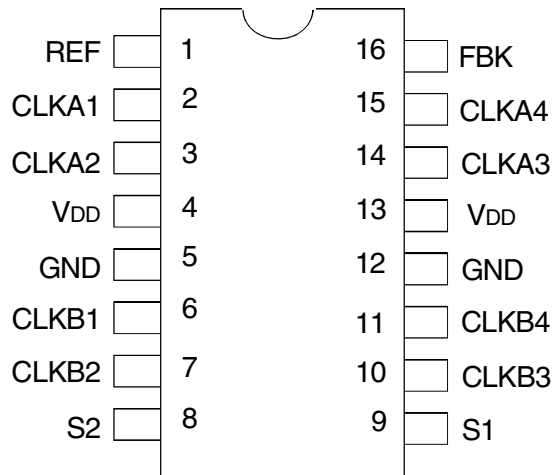 REF 1 16 FBK
CLKA1 2 15 CLKA4
CLKA2 3 14 CLKA3
VDD 4 13 VDD
GND 5 12 GND
CLKB1 6 11 CLKB4
CLKB2 7 10 CLKB3
S2 8 9 S1